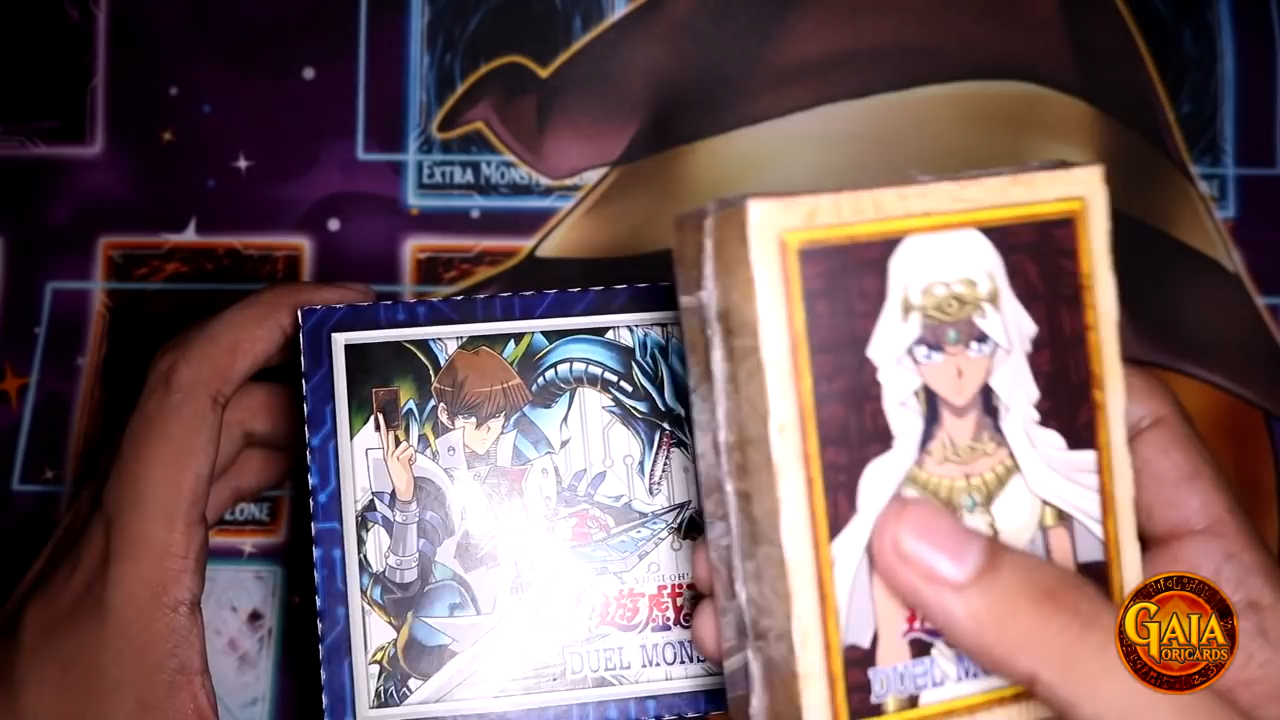 EXTRA MONST
ZONE
YU-GI-OH!
遊戯
DUEL MONS
DUEL M
GAIA
ORICARDS